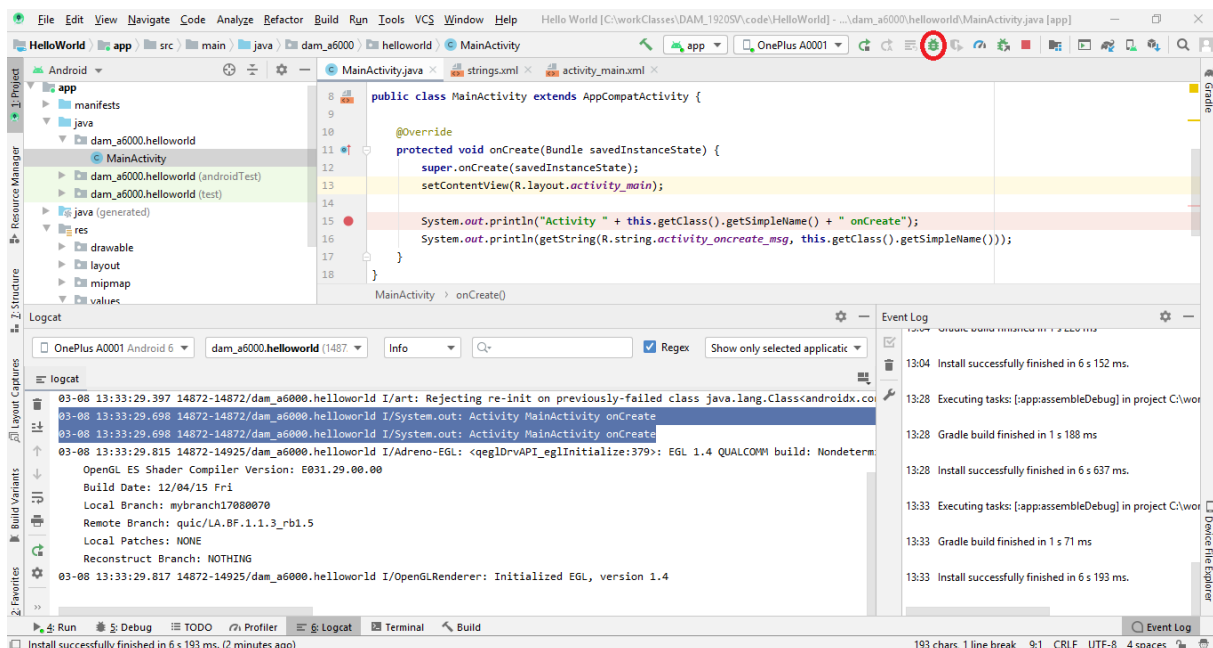 File Edit View Navigate Code Analyze Refactor Build Run Tools VCS Window Help Hello World [C:\workClasses\DAM_1920SV\code\HelloWorld] - ...\dam_a6000\helloworld\MainActivity.java [app]
HelloWorld app src main java dam_a6000 helloworld MainActivity app OnePlus A0001
1: Project
Resource Manager
Z: Structure
Layout Captures
Build Variants
2: Favorites
Android
app
manifests
java
dam_a6000.helloworld
MainActivity
dam_a6000.helloworld (androidTest)
dam_a6000.helloworld (test)
java (generated)
res
drawable
layout
mipmap
values
MainActivity.java strings.xml activity_main.xml
8 public class MainActivity extends AppCompatActivity {
9
10 @Override
11 protected void onCreate(Bundle savedInstanceState) {
12 super.onCreate(savedInstanceState);
13 setContentView(R.layout.activity_main);
14
15 System.out.println("Activity " + this.getClass().getSimpleName() + " onCreate");
16 System.out.println(getString(R.string.activity_oncreate_msg, this.getClass().getSimpleName()));
17 }
18 }
MainActivity > onCreate()
Gradle
Device File Explorer
Logcat
OnePlus A0001 Android 6 dam_a6000.helloworld (1487 Info Regex Show only selected applicatic
logcat
03-08 13:33:29.397 14872-14872/dam_a6000.helloworld I/art: Rejecting re-init on previously-failed class java.lang.Class<androidx.co
03-08 13:33:29.698 14872-14872/dam_a6000.helloworld I/System.out: Activity MainActivity onCreate
03-08 13:33:29.698 14872-14872/dam_a6000.helloworld I/System.out: Activity MainActivity onCreate
03-08 13:33:29.815 14872-14925/dam_a6000.helloworld I/Adreno-EGL: <qeglDrvAPI_eglInitialize:379>: EGL 1.4 QUALCOMM build: Nondeterm
OpenGL ES Shader Compiler Version: E031.29.00.00
Build Date: 12/04/15 Fri
Local Branch: mybranch17080070
Remote Branch: quic/LA.BF.1.1.3_rb1.5
Local Patches: NONE
Reconstruct Branch: NOTHING
03-08 13:33:29.817 14872-14925/dam_a6000.helloworld I/OpenGLRenderer: Initialized EGL, version 1.4
Event Log
13:04 Install successfully finished in 6 s 152 ms.
13:28 Executing tasks: [:app:assembleDebug] in project C:\wor
13:28 Gradle build finished in 1 s 188 ms
13:28 Install successfully finished in 6 s 637 ms.
13:33 Executing tasks: [:app:assembleDebug] in project C:\wor
13:33 Gradle build finished in 1 s 71 ms
13:33 Install successfully finished in 6 s 193 ms.
4: Run 5: Debug TODO Profiler 6: Logcat Terminal Build Event Log
Install successfully finished in 6 s 193 ms. (2 minutes ago) 193 chars, 1 line break 9:1 CRLF UTF-8 4 spaces